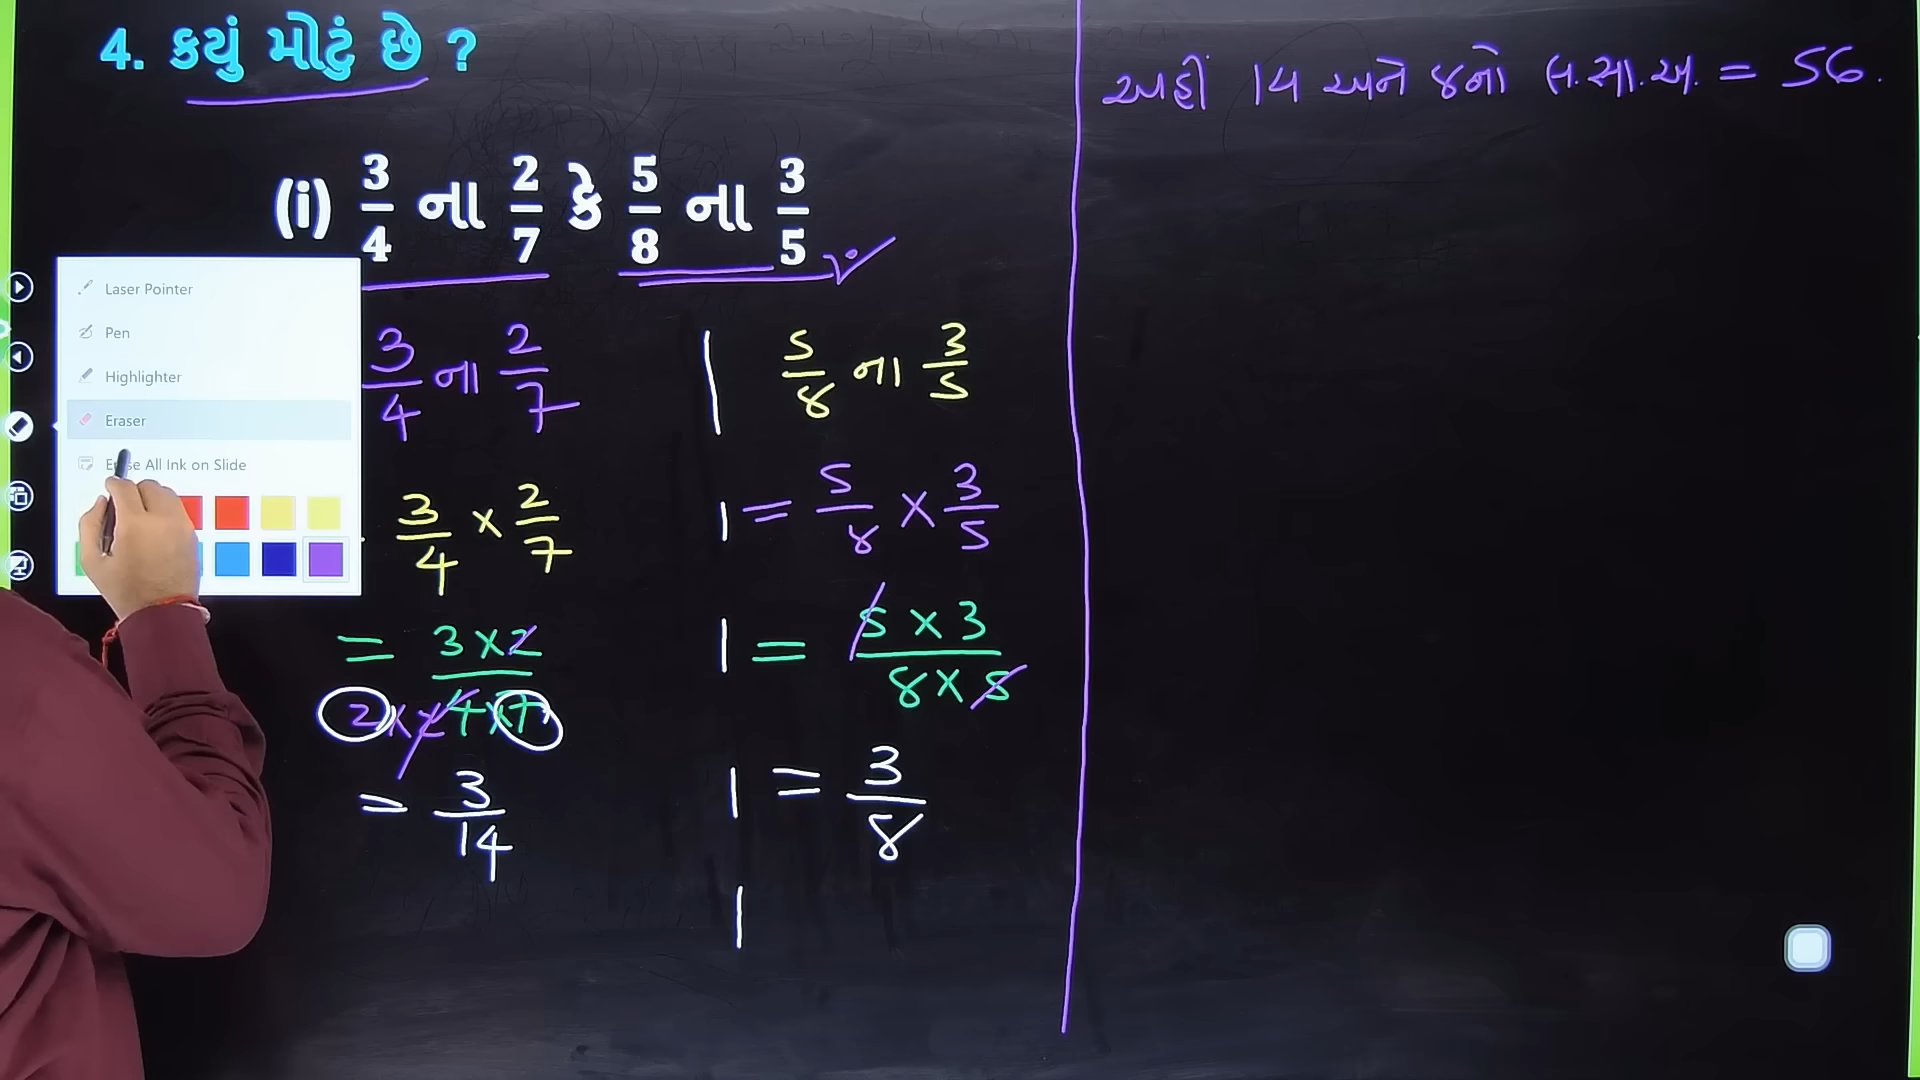 4. કયું મોટું છે ?
(i) 3/4 ના 2/7 કે 5/8 ના 3/5
Laser Pointer
Pen
Highlighter
Eraser
Erase All Ink on Slide
3/4 ના 2/7
3/4 × 2/7
= 3×2
2×2 4×7
= 3/14
5/8 ના 3/5
= 5/8 × 3/5
= 5×3 / 8×5
= 3/8
અહીં 14 અને 8નો લ.સા.અ. = 56.